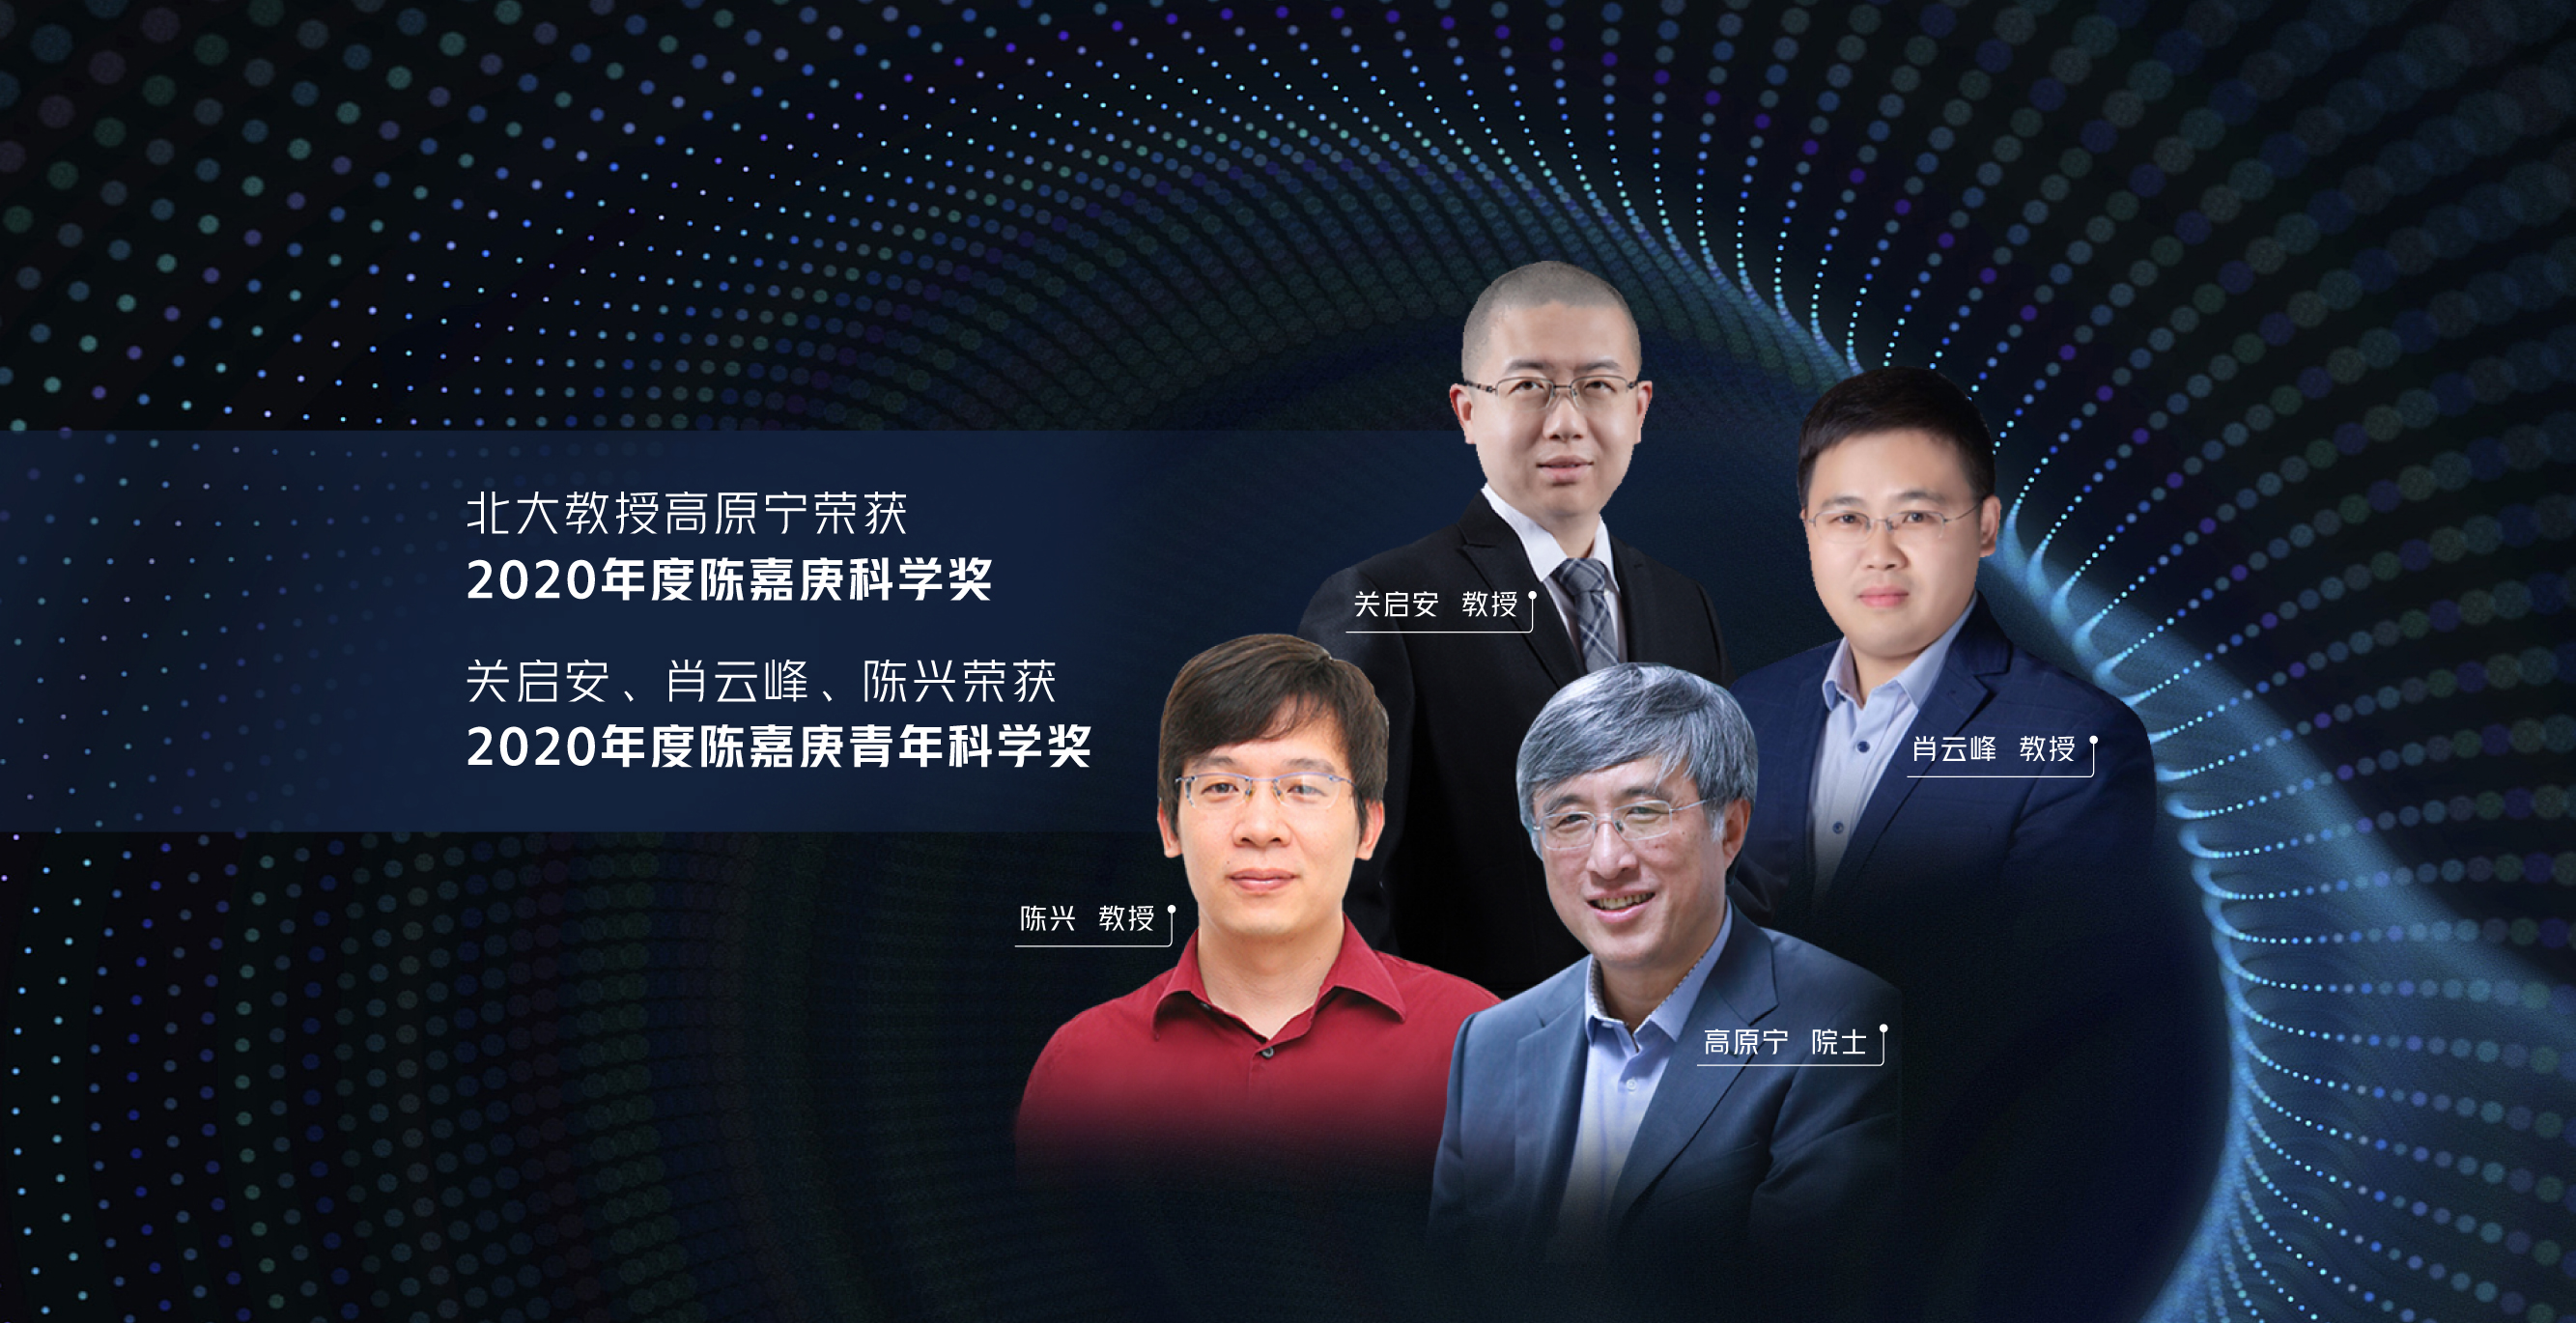 北大教授高原宁荣获
2020年度陈嘉庚科学奖
关启安、肖云峰、陈兴荣获
2020年度陈嘉庚青年科学奖
关启安 教授
肖云峰 教授
陈兴 教授
高原宁 院士